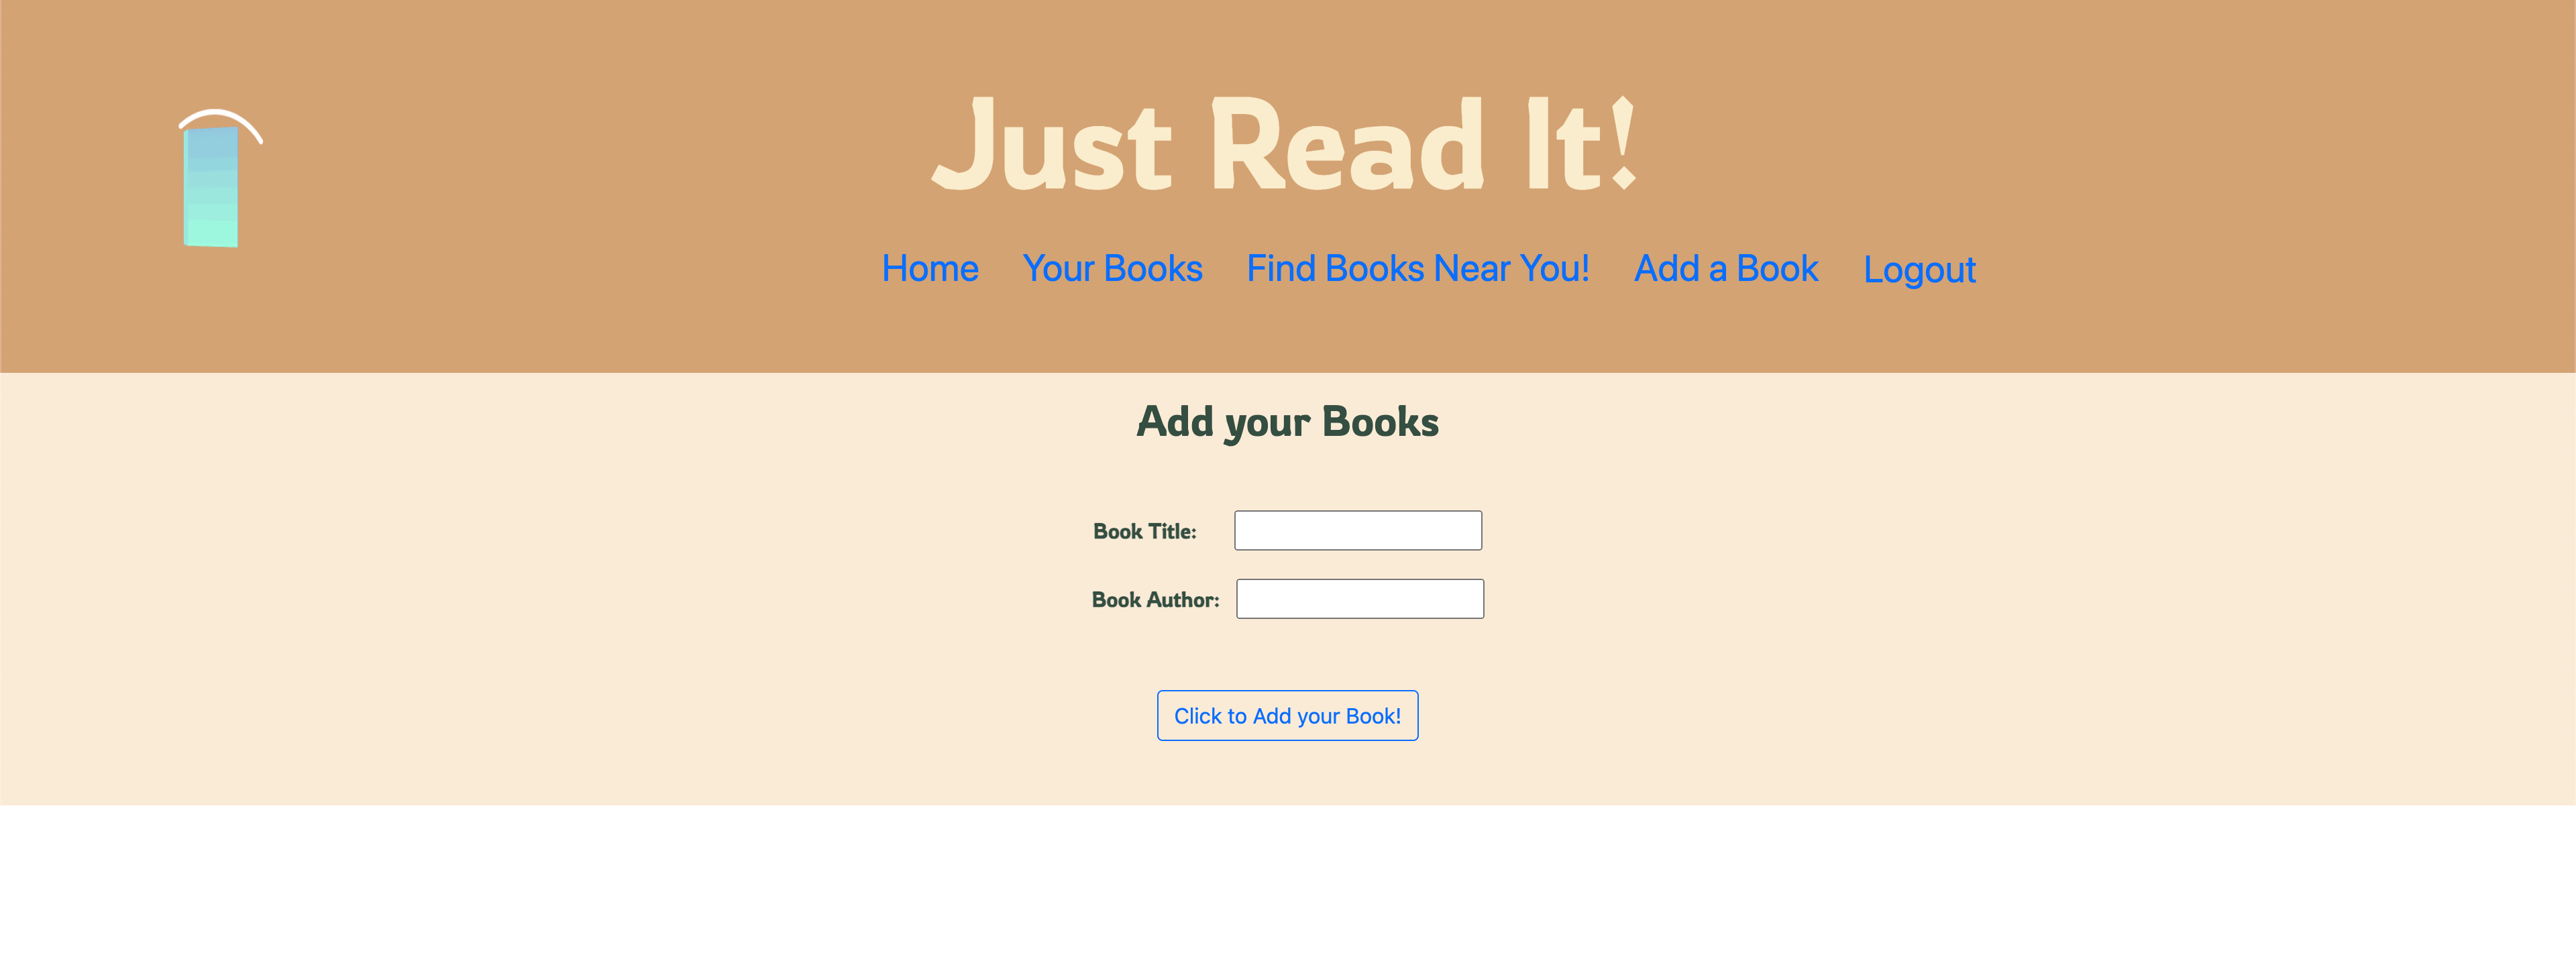 Just Read It!
Home Your Books Find Books Near You! Add a Book Logout
Add your Books
Book Title:
Book Author:
Click to Add your Book!